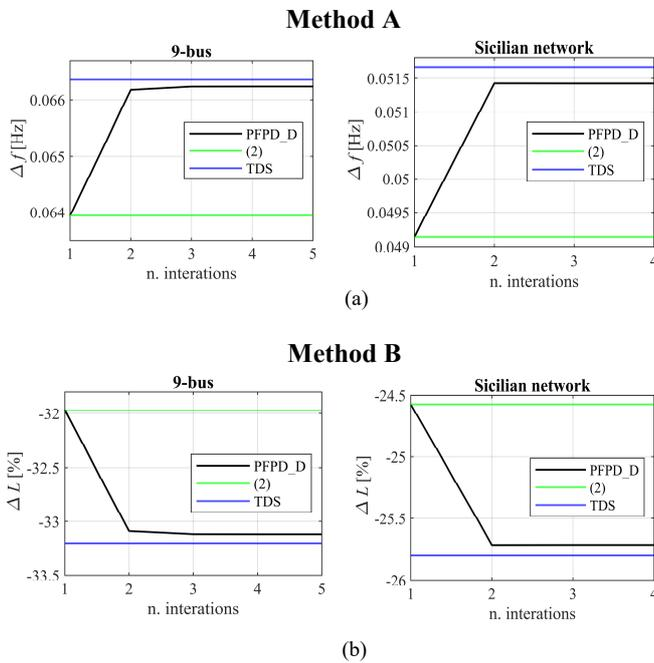 Method A
9-bus
Δf [Hz]
0.066
0.065
0.064
PFPD_D
(2)
TDS
1 2 3 4 5
n. interations
Sicilian network
Δf [Hz]
0.0515
0.051
0.0505
0.05
0.0495
0.049
PFPD_D
(2)
TDS
1 2 3 4
n. interations
(a)
Method B
9-bus
Δ L [%]
-32
-32.5
-33
-33.5
PFPD_D
(2)
TDS
1 2 3 4 5
n. interations
Sicilian network
Δ L [%]
-24.5
-25
-25.5
-26
PFPD_D
(2)
TDS
1 2 3 4
n. interations
(b)